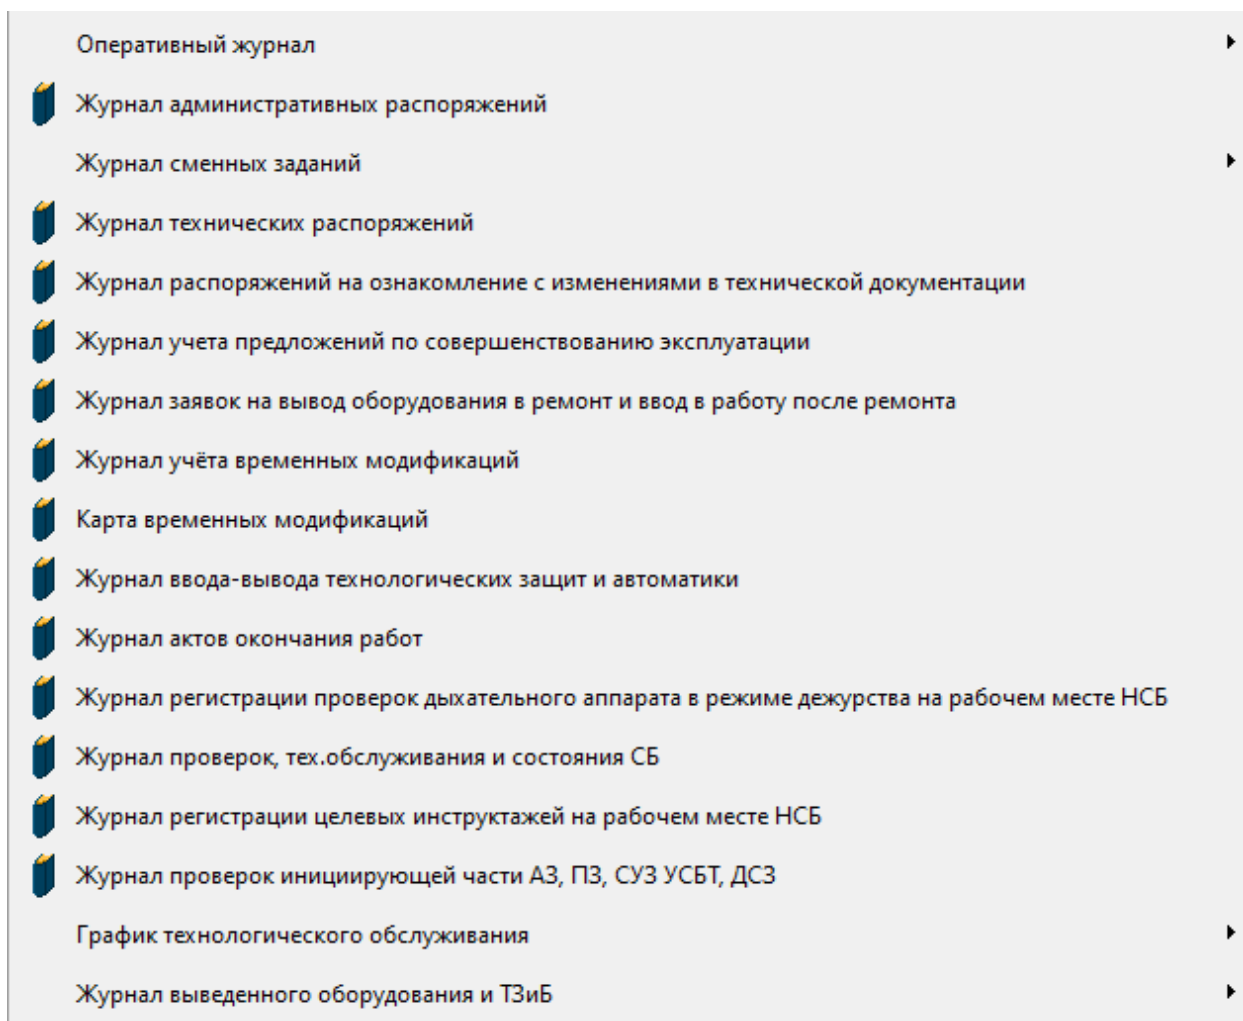 Оперативный журнал
Журнал административных распоряжений
Журнал сменных заданий
Журнал технических распоряжений
Журнал распоряжений на ознакомление с изменениями в технической документации
Журнал учета предложений по совершенствованию эксплуатации
Журнал заявок на вывод оборудования в ремонт и ввод в работу после ремонта
Журнал учёта временных модификаций
Карта временных модификаций
Журнал ввода-вывода технологических защит и автоматики
Журнал актов окончания работ
Журнал регистрации проверок дыхательного аппарата в режиме дежурства на рабочем месте НСБ
Журнал проверок, тех.обслуживания и состояния СБ
Журнал регистрации целевых инструктажей на рабочем месте НСБ
Журнал проверок инициирующей части АЗ, ПЗ, СУЗ УСБТ, ДСЗ
График технологического обслуживания
Журнал выведенного оборудования и ТЗиБ